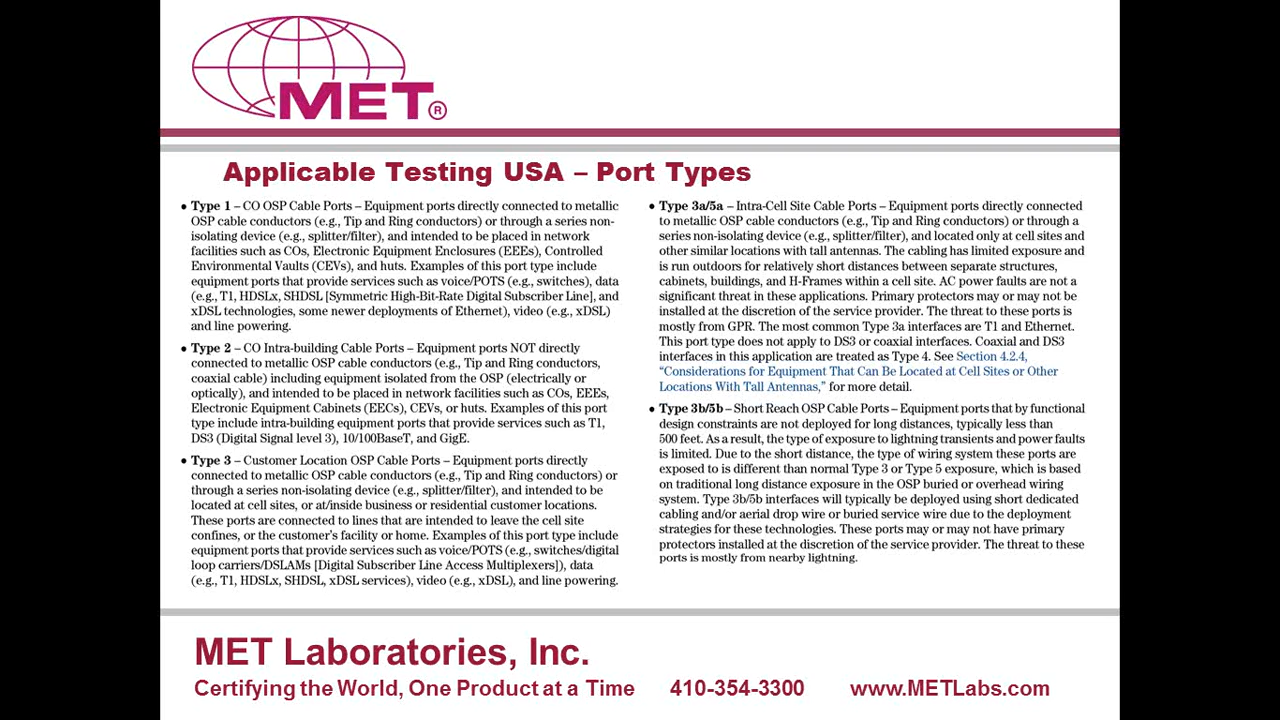 MET®
Applicable Testing USA – Port Types
• Type 1 – CO OSP Cable Ports – Equipment ports directly connected to metallic
OSP cable conductors (e.g., Tip and Ring conductors) or through a series non-
isolating device (e.g., splitter/filter), and intended to be placed in network
facilities such as COs, Electronic Equipment Enclosures (EEEs), Controlled
Environmental Vaults (CEVs), and huts. Examples of this port type include
equipment ports that provide services such as voice/POTS (e.g., switches), data
(e.g., T1, HDSLx, SHDSL [Symmetric High-Bit-Rate Digital Subscriber Line], and
xDSL technologies, some newer deployments of Ethernet), video (e.g., xDSL)
and line powering.
• Type 2 – CO Intra-building Cable Ports – Equipment ports NOT directly
connected to metallic OSP cable conductors (e.g., Tip and Ring conductors,
coaxial cable) including equipment isolated from the OSP (electrically or
optically), and intended to be placed in network facilities such as COs, EEEs,
Electronic Equipment Cabinets (EECs), CEVs, or huts. Examples of this port
type include intra-building equipment ports that provide services such as T1,
DS3 (Digital Signal level 3), 10/100BaseT, and GigE.
• Type 3 – Customer Location OSP Cable Ports – Equipment ports directly
connected to metallic OSP cable conductors (e.g., Tip and Ring conductors) or
through a series non-isolating device (e.g., splitter/filter), and intended to be
located at cell sites, or at/inside business or residential customer locations.
These ports are connected to lines that are intended to leave the cell site
confines, or the customer's facility or home. Examples of this port type include
equipment ports that provide services such as voice/POTS (e.g., switches/digital
loop carriers/DSLAMs [Digital Subscriber Line Access Multiplexers]), data
(e.g., T1, HDSLx, SHDSL, xDSL services), video (e.g., xDSL), and line powering.
• Type 3a/5a – Intra-Cell Site Cable Ports – Equipment ports directly connected
to metallic OSP cable conductors (e.g., Tip and Ring conductors) or through a
series non-isolating device (e.g., splitter/filter), and located only at cell sites and
other similar locations with tall antennas. The cabling has limited exposure and
is run outdoors for relatively short distances between separate structures,
cabinets, buildings, and H-Frames within a cell site. AC power faults are not a
significant threat in these applications. Primary protectors may or may not be
installed at the discretion of the service provider. The threat to these ports is
mostly from GPR. The most common Type 3a interfaces are T1 and Ethernet.
This port type does not apply to DS3 or coaxial interfaces. Coaxial and DS3
interfaces in this application are treated as Type 4. See Section 4.2.4,
“Considerations for Equipment That Can Be Located at Cell Sites or Other
Locations With Tall Antennas,” for more detail.
• Type 3b/5b – Short Reach OSP Cable Ports – Equipment ports that by functional
design constraints are not deployed for long distances, typically less than
500 feet. As a result, the type of exposure to lightning transients and power faults
is limited. Due to the short distance, the type of wiring system these ports are
exposed to is different than normal Type 3 or Type 5 exposure, which is based
on traditional long distance exposure in the OSP buried or overhead wiring
system. Type 3b/5b interfaces will typically be deployed using short dedicated
cabling and/or aerial drop wire or buried service wire due to the deployment
strategies for these technologies. These ports may or may not have primary
protectors installed at the discretion of the service provider. The threat to these
ports is mostly from nearby lightning.
MET Laboratories, Inc.
Certifying the World, One Product at a Time 410-354-3300 www.METLabs.com